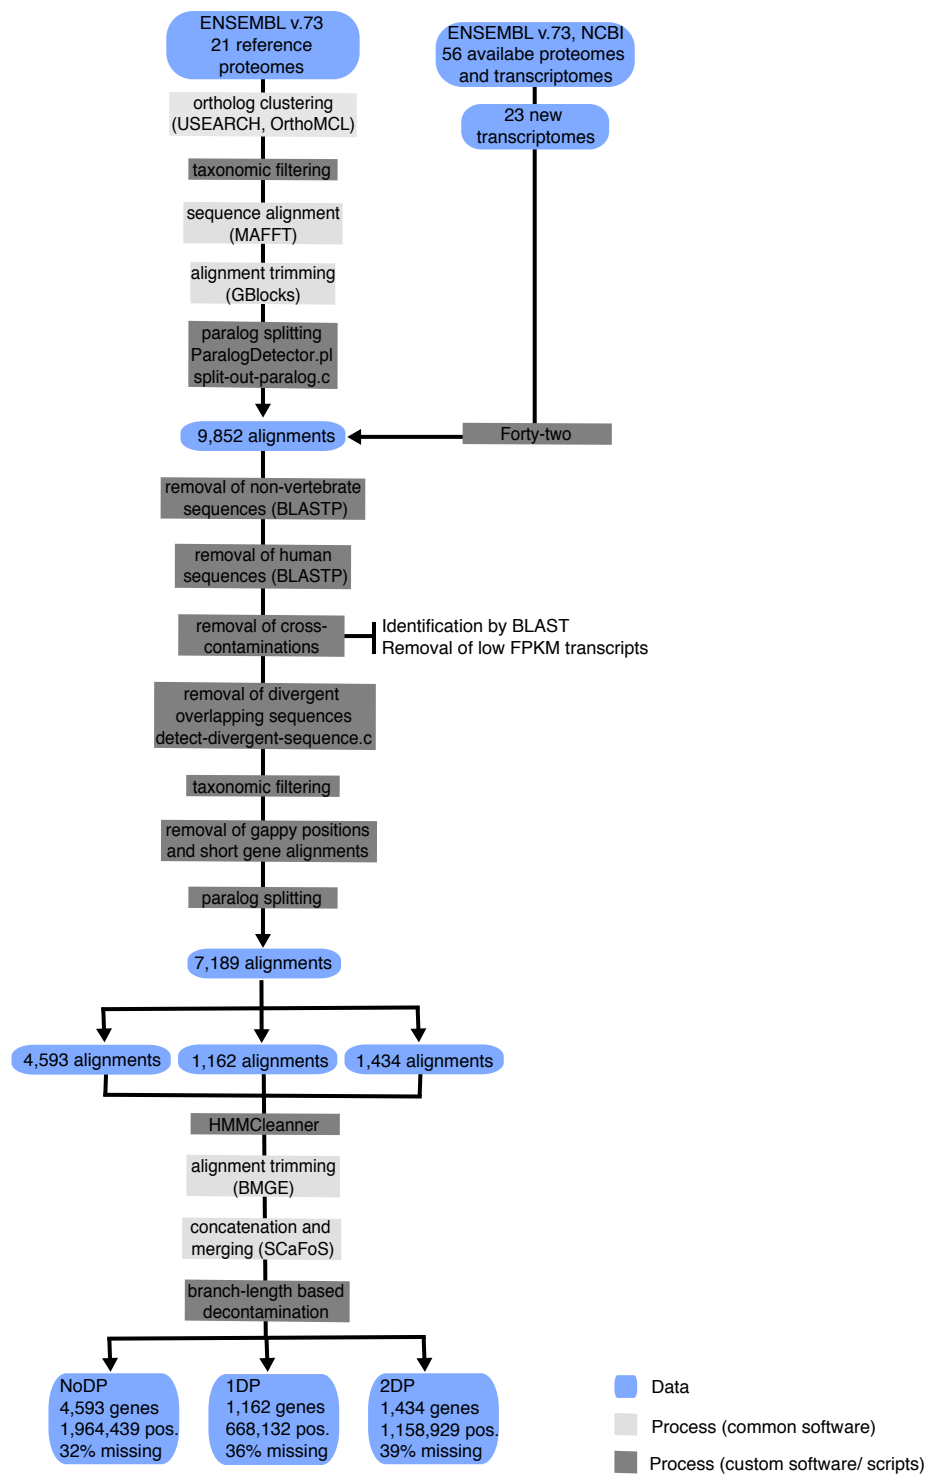 ENSEMBL v.73
21 reference
proteomes
ENSEMBL v.73, NCBI
56 availabe proteomes
and transcriptomes
ortholog clustering
(USEARCH, OrthoMCL)
23 new
transcriptomes
taxonomic filtering
sequence alignment
(MAFFT)
alignment trimming
(GBlocks)
paralog splitting
ParalogDetector.pl
split-out-paralog.c
9,852 alignments
Forty-two
removal of non-vertebrate
sequences (BLASTP)
removal of human
sequences (BLASTP)
removal of cross-
contaminations
Identification by BLAST
Removal of low FPKM transcripts
removal of divergent
overlapping sequences
detect-divergent-sequence.c
taxonomic filtering
removal of gappy positions
and short gene alignments
paralog splitting
7,189 alignments
4,593 alignments
1,162 alignments
1,434 alignments
HMMCleanner
alignment trimming
(BMGE)
concatenation and
merging (SCaFoS)
branch-length based
decontamination
NoDP
4,593 genes
1,964,439 pos.
32% missing
1DP
1,162 genes
668,132 pos.
36% missing
2DP
1,434 genes
1,158,929 pos.
39% missing
Data
Process (common software)
Process (custom software/ scripts)